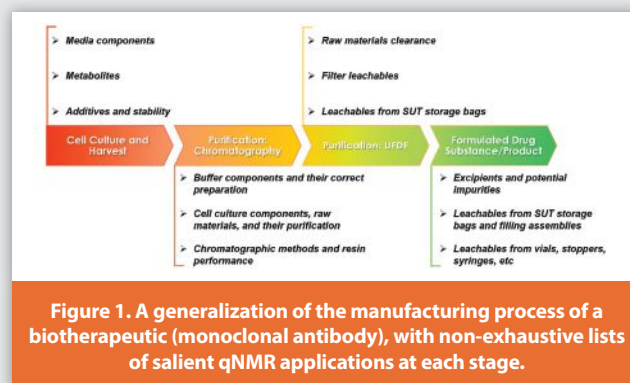 ➢ Media components
➢ Metabolites
➢ Additives and stability
➢ Raw materials clearance
➢ Filter leachables
➢ Leachables from SUT storage bags
Cell Culture and
Harvest
Purification:
Chromatography
Purification: UFDF
Formulated Drug
Substance/Product
➢ Buffer components and their correct
preparation
➢ Cell culture components, raw
materials, and their purification
➢ Chromatographic methods and resin
performance
➢ Excipients and potential
impurities
➢ Leachables from SUT storage
bags and filling assemblies
➢ Leachables from vials, stoppers,
syringes, etc
Figure 1. A generalization of the manufacturing process of a
biotherapeutic (monoclonal antibody), with non-exhaustive lists
of salient qNMR applications at each stage.